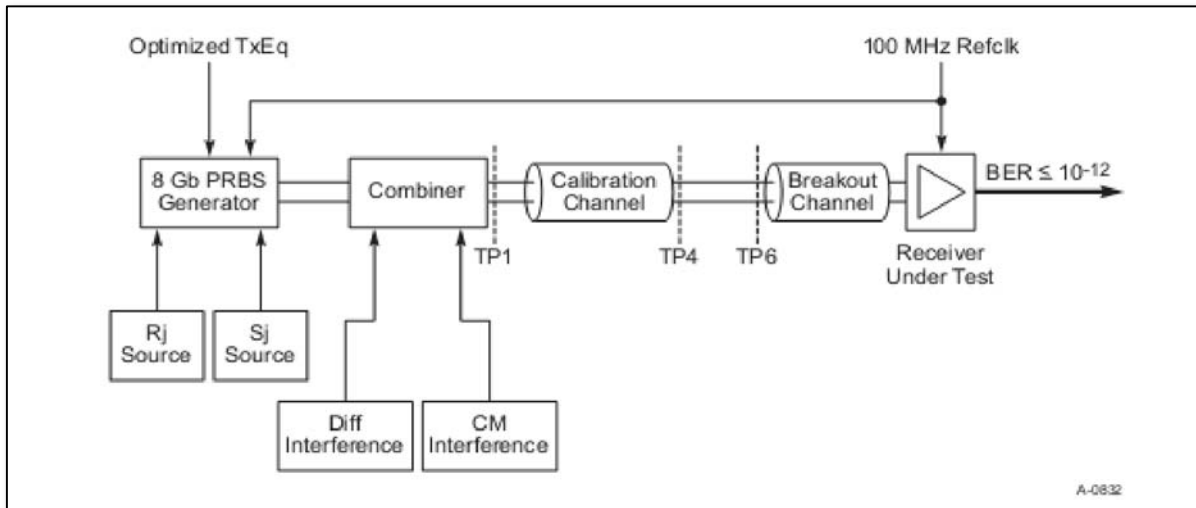 Optimized TxEq
100 MHz Refclk
8 Gb PRBS
Generator
Combiner
Calibration
Channel
Breakout
Channel
BER ≤ 10-12
TP1
TP4
TP6
Receiver
Under Test
Rj
Source
Sj
Source
Diff
Interference
CM
Interference
A-0832